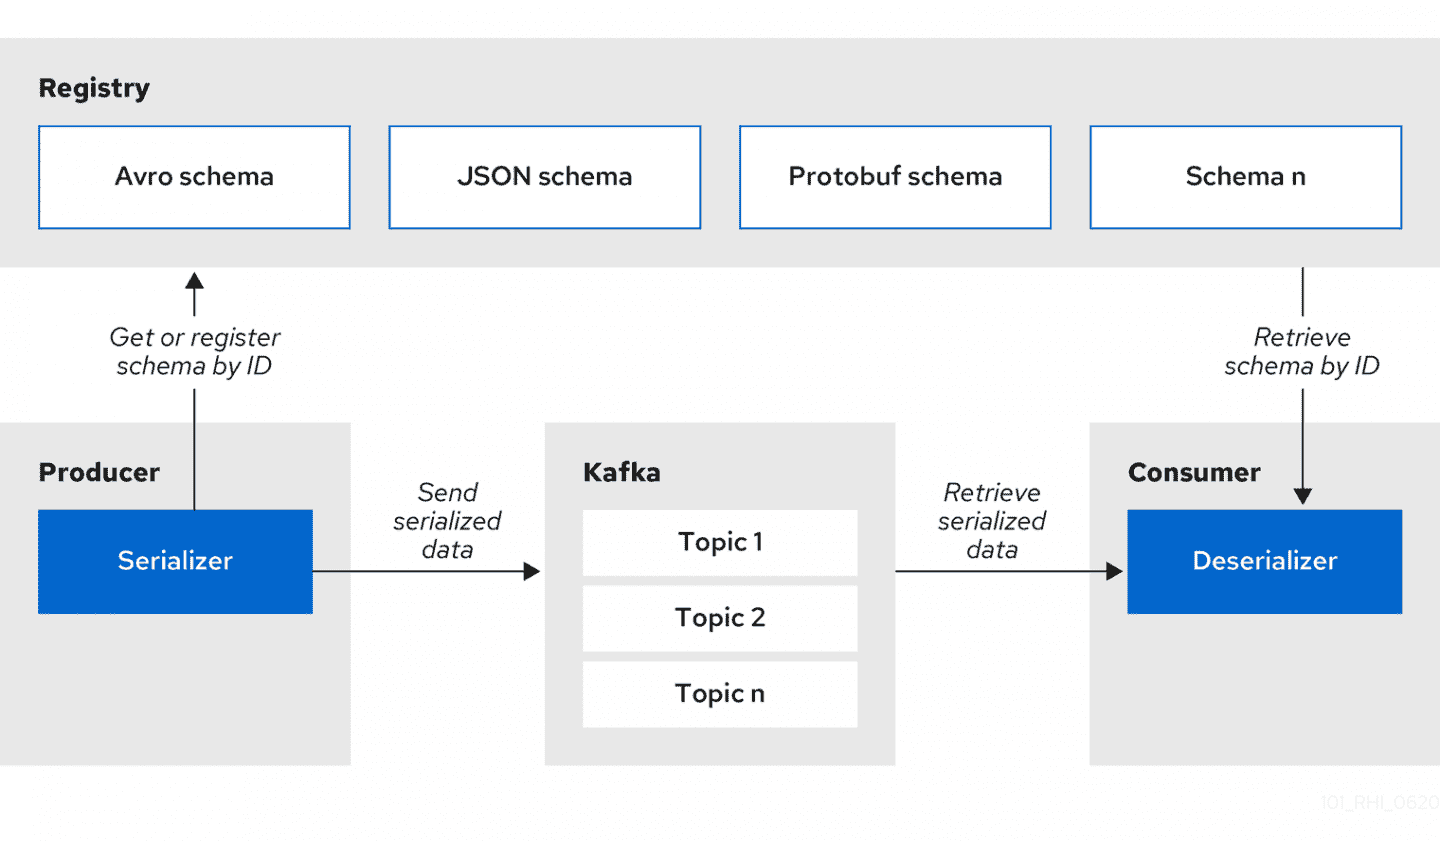 Registry
Avro schema
JSON schema
Protobuf schema
Schema n
Get or register
schema by ID
Retrieve
schema by ID
Producer
Serializer
Send
serialized
data
Kafka
Topic 1
Topic 2
Topic n
Retrieve
serialized
data
Consumer
Deserializer
101_RHI_0620